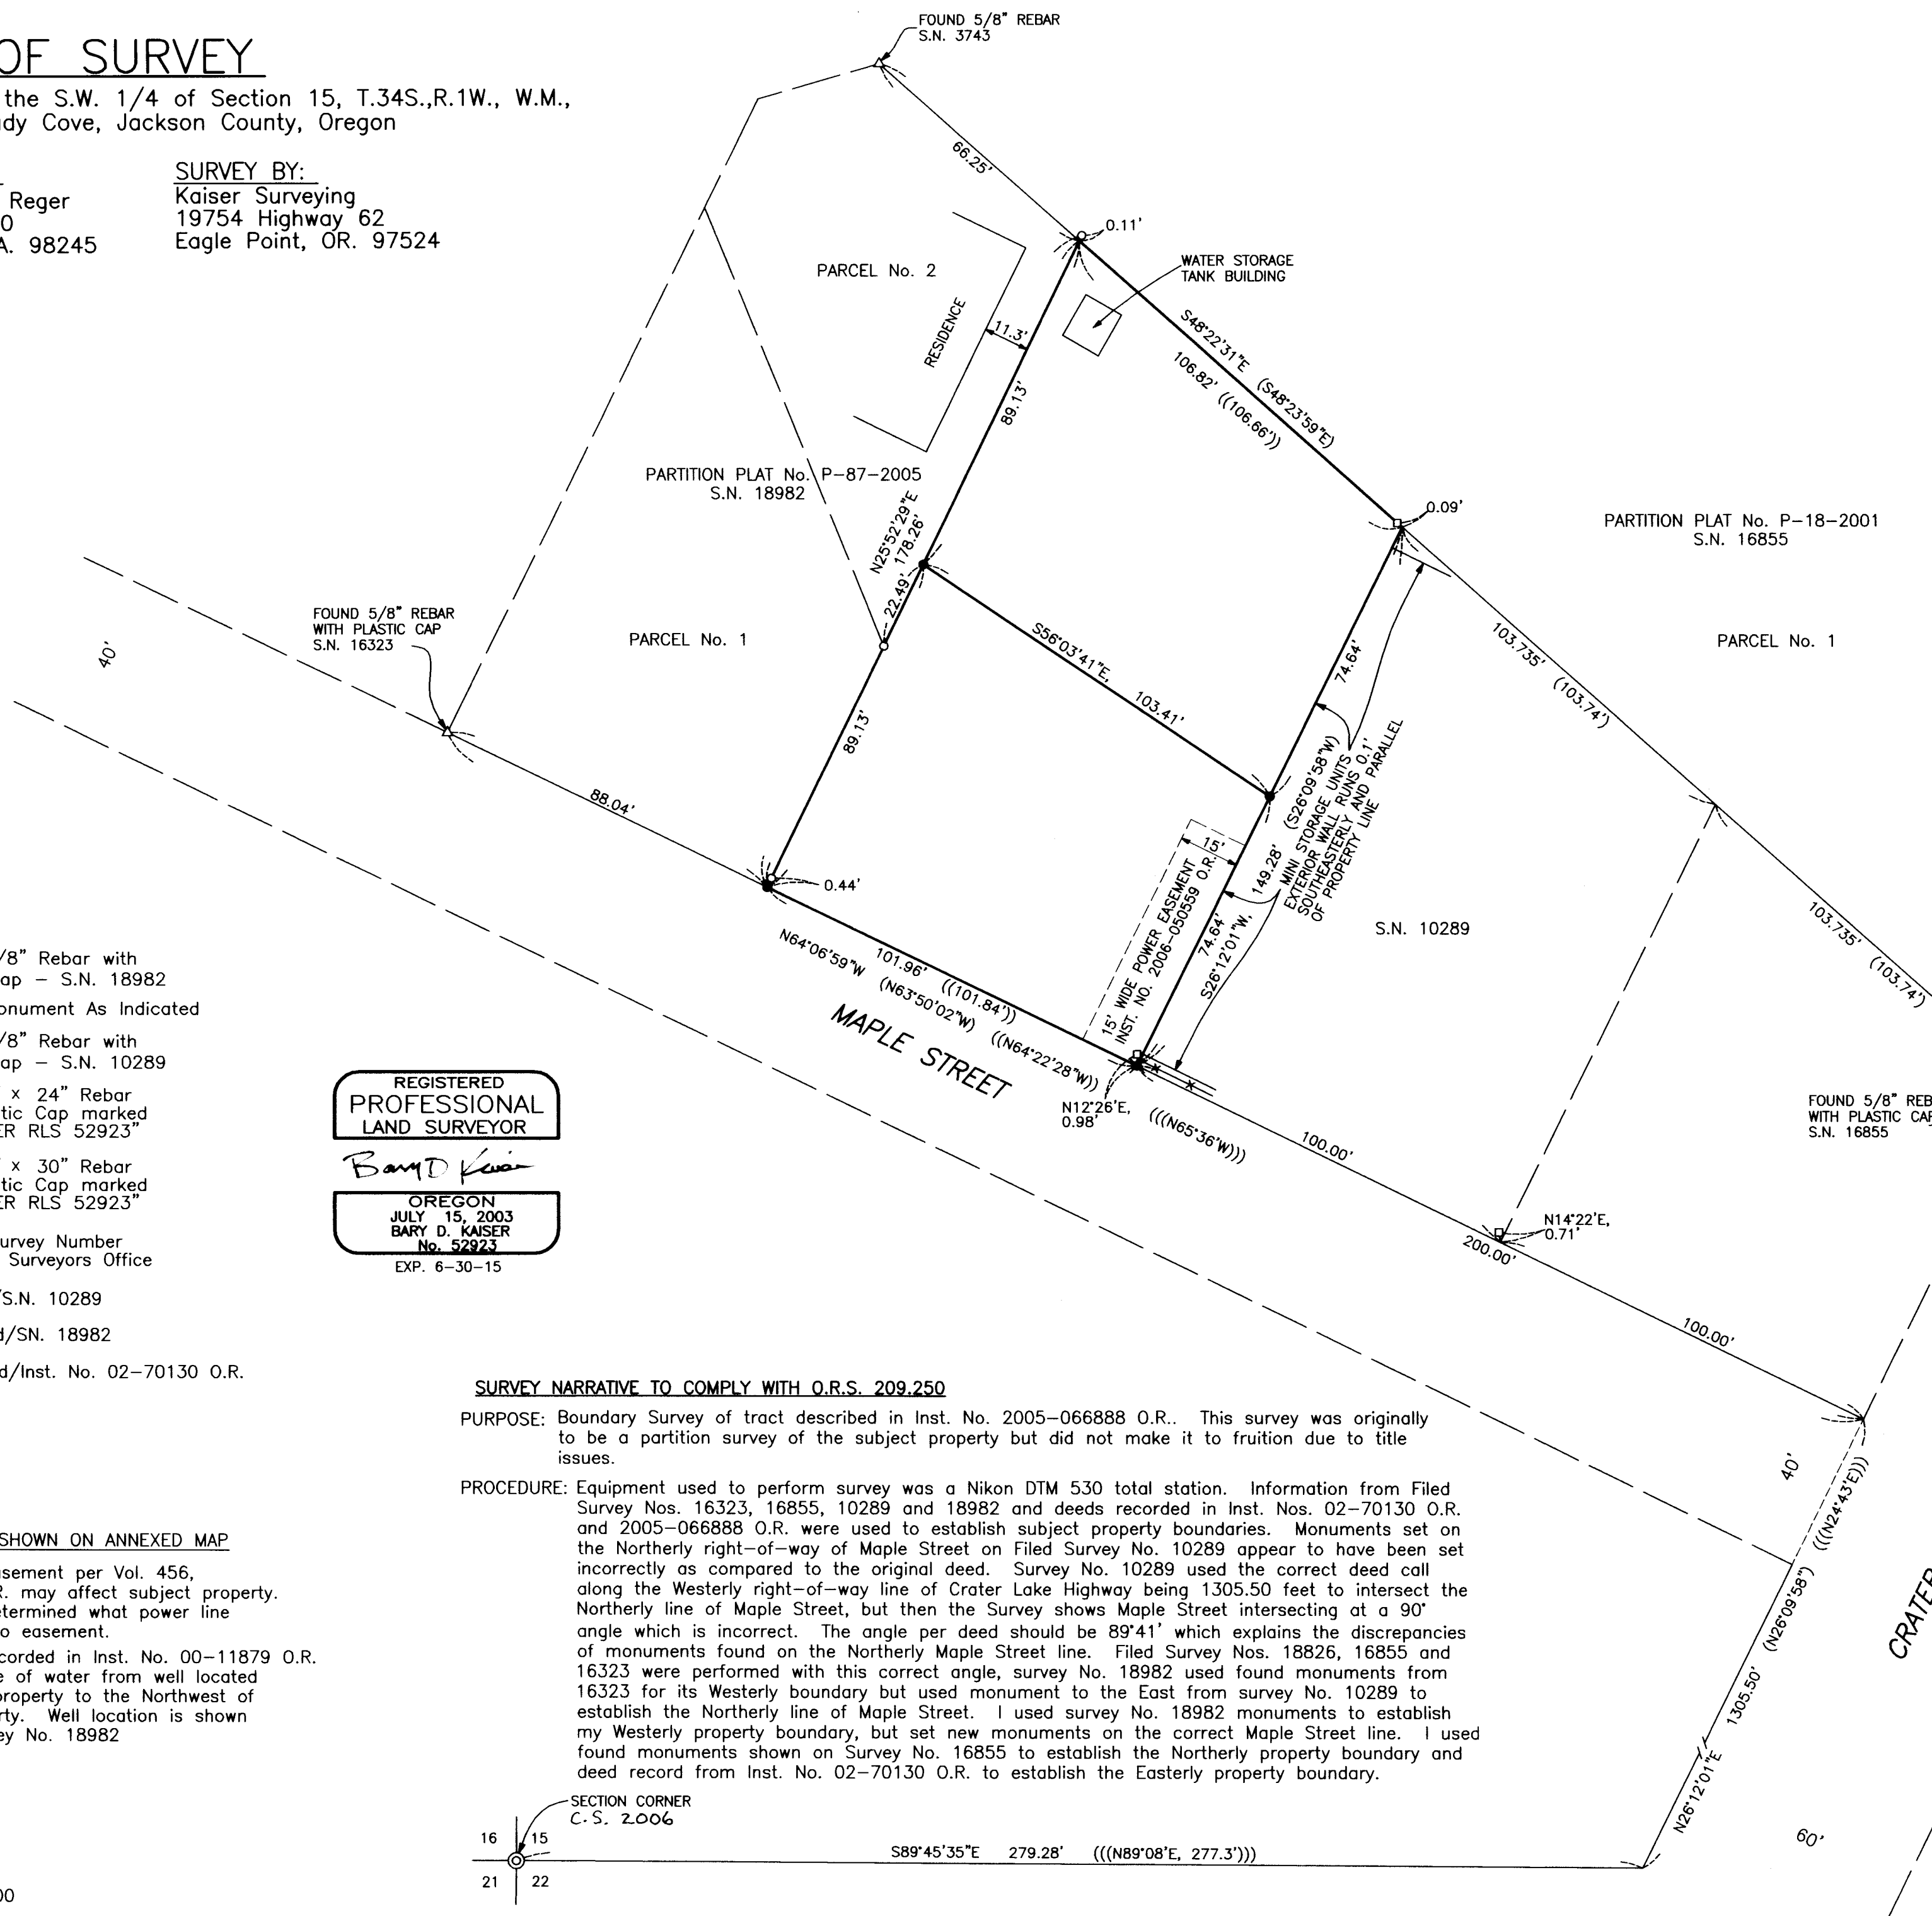 OF SURVEY
the S.W. 1/4 of Section 15, T.34S.,R.1W., W.M.,
dy Cove, Jackson County, Oregon
Reger
0
A. 98245
SURVEY BY:
Kaiser Surveying
19754 Highway 62
Eagle Point, OR. 97524
FOUND 5/8" REBAR
S.N. 3743
66.25'
0.11'
WATER STORAGE
TANK BUILDING
PARCEL No. 2
RESIDENCE
11.3'
89.13'
S48°22'31"E (S48°23'59"E)
106.82' ((106.66'))
0.09'
PARTITION PLAT No. P-87-2005
S.N. 18982
N25°52'29"E
178.26'
22.49'
PARTITION PLAT No. P-18-2001
S.N. 16855
PARCEL No. 1
FOUND 5/8" REBAR
WITH PLASTIC CAP
S.N. 16323
40'
PARCEL No. 1
S56°03'41"E, 103.41'
74.64'
103.735' (103.74')
89.13'
88.04'
0.44'
15'
15' WIDE POWER EASEMENT
INST. NO. 2006-050559 O.R.
74.64'
S26°12'01"W, 149.28' (S26°09'58"W)
MINI STORAGE UNITS
EXTERIOR WALL RUNS 0.1'
SOUTHEASTERLY AND PARALLEL
OF PROPERTY LINE
S.N. 10289
103.735' (103.74')
101.96' ((101.84'))
N64°06'59"W (N63°50'02"W) ((N64°22'28"W)) (((N65°36'W)))
MAPLE STREET
N12°26'E,
0.98'
100.00'
FOUND 5/8" REB
WITH PLASTIC CAP
S.N. 16855
N14°22'E,
0.71'
200.00'
100.00'
/8" Rebar with
ap - S.N. 18982
onument As Indicated
/8" Rebar with
ap - S.N. 10289
" x 24" Rebar
tic Cap marked
ER RLS 52923"
" x 30" Rebar
tic Cap marked
ER RLS 52923"
urvey Number
Surveyors Office
/S.N. 10289
d/SN. 18982
d/Inst. No. 02-70130 O.R.
REGISTERED
PROFESSIONAL
LAND SURVEYOR
Bary D Kaiser
OREGON
JULY 15, 2003
BARY D. KAISER
No. 52923
EXP. 6-30-15
SURVEY NARRATIVE TO COMPLY WITH O.R.S. 209.250
PURPOSE: Boundary Survey of tract described in Inst. No. 2005-066888 O.R.. This survey was originally
to be a partition survey of the subject property but did not make it to fruition due to title
issues.
PROCEDURE: Equipment used to perform survey was a Nikon DTM 530 total station. Information from Filed
Survey Nos. 16323, 16855, 10289 and 18982 and deeds recorded in Inst. Nos. 02-70130 O.R.
and 2005-066888 O.R. were used to establish subject property boundaries. Monuments set on
the Northerly right-of-way of Maple Street on Filed Survey No. 10289 appear to have been set
incorrectly as compared to the original deed. Survey No. 10289 used the correct deed call
along the Westerly right-of-way line of Crater Lake Highway being 1305.50 feet to intersect the
Northerly line of Maple Street, but then the Survey shows Maple Street intersecting at a 90°
angle which is incorrect. The angle per deed should be 89°41' which explains the discrepancies
of monuments found on the Northerly Maple Street line. Filed Survey Nos. 18826, 16855 and
16323 were performed with this correct angle, survey No. 18982 used found monuments from
16323 for its Westerly boundary but used monument to the East from survey No. 10289 to
establish the Northerly line of Maple Street. I used survey No. 18982 monuments to establish
my Westerly property boundary, but set new monuments on the correct Maple Street line. I used
found monuments shown on Survey No. 16855 to establish the Northerly property boundary and
deed record from Inst. No. 02-70130 O.R. to establish the Easterly property boundary.
SHOWN ON ANNEXED MAP
sement per Vol. 456,
R. may affect subject property.
etermined what power line
o easement.
corded in Inst. No. 00-11879 O.R.
e of water from well located
property to the Northwest of
rty. Well location is shown
ey No. 18982
00
40'
N26°12'01"E 1305.50' (N26°09'58") (((N24°43'E)))
CRATER
60'
SECTION CORNER
C.S. 2006
16 15
21 22
S89°45'35"E 279.28' (((N89°08'E, 277.3')))